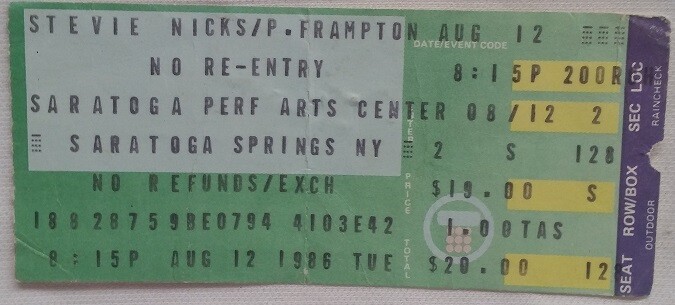 STEVIE NICKS/P.FRAMPTON AUG 12
DATE/EVENT CODE
NO RE-ENTRY 8:15P 200R
SARATOGA PERF ARTS CENTER 08/12 2
SARATOGA SPRINGS NY 2 S 128
NO REFUNDS/EXCH PRICE $19.00 S
188287598E0794 4103E42 1.00TAS
8:15P AUG 12 1986 TUE TOTAL $20.00 12
SEAT ROW/BOX SEC LOC
OUTDOOR RAINCHECK